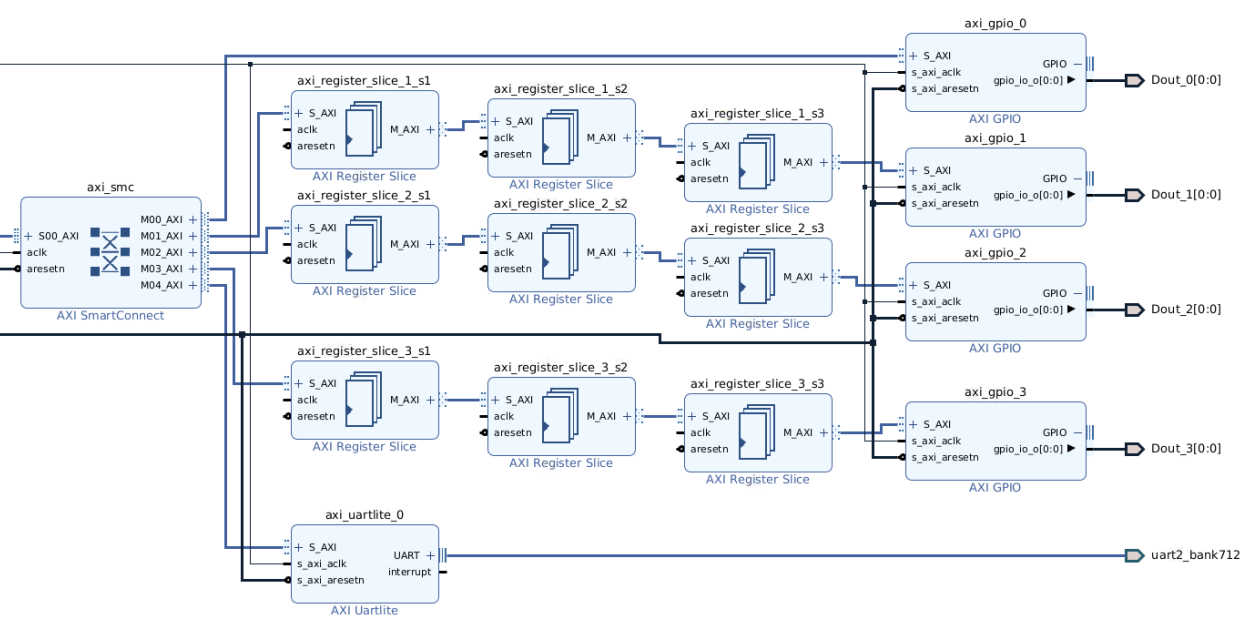 axi_gpio_0
S_AXI
s_axi_aclk
s_axi_aresetn
GPIO
gpio_io_o[0:0]
AXI GPIO
Dout_0[0:0]
axi_register_slice_1_s1
S_AXI
aclk
aresetn
M_AXI
AXI Register Slice
axi_register_slice_1_s2
S_AXI
aclk
aresetn
M_AXI
AXI Register Slice
axi_register_slice_1_s3
S_AXI
aclk
aresetn
M_AXI
AXI Register Slice
axi_gpio_1
S_AXI
s_axi_aclk
s_axi_aresetn
GPIO
gpio_io_o[0:0]
AXI GPIO
Dout_1[0:0]
axi_smc
S00_AXI
aclk
aresetn
M00_AXI
M01_AXI
M02_AXI
M03_AXI
M04_AXI
AXI SmartConnect
axi_register_slice_2_s1
S_AXI
aclk
aresetn
M_AXI
AXI Register Slice
axi_register_slice_2_s2
S_AXI
aclk
aresetn
M_AXI
AXI Register Slice
axi_register_slice_2_s3
S_AXI
aclk
aresetn
M_AXI
AXI Register Slice
axi_gpio_2
S_AXI
s_axi_aclk
s_axi_aresetn
GPIO
gpio_io_o[0:0]
AXI GPIO
Dout_2[0:0]
axi_register_slice_3_s1
S_AXI
aclk
aresetn
M_AXI
AXI Register Slice
axi_register_slice_3_s2
S_AXI
aclk
aresetn
M_AXI
AXI Register Slice
axi_register_slice_3_s3
S_AXI
aclk
aresetn
M_AXI
AXI Register Slice
axi_gpio_3
S_AXI
s_axi_aclk
s_axi_aresetn
GPIO
gpio_io_o[0:0]
AXI GPIO
Dout_3[0:0]
axi_uartlite_0
S_AXI
s_axi_aclk
s_axi_aresetn
UART
interrupt
AXI Uartlite
uart2_bank712